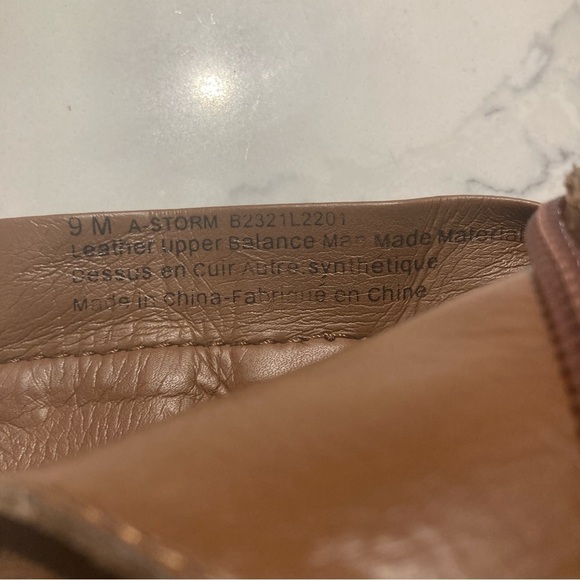 9 M A-STORM B2321L2201
Leather Upper Balance Man Made Material
Dessus en Cuir Autre:synthétique
Made in China-Fabriqué en Chine